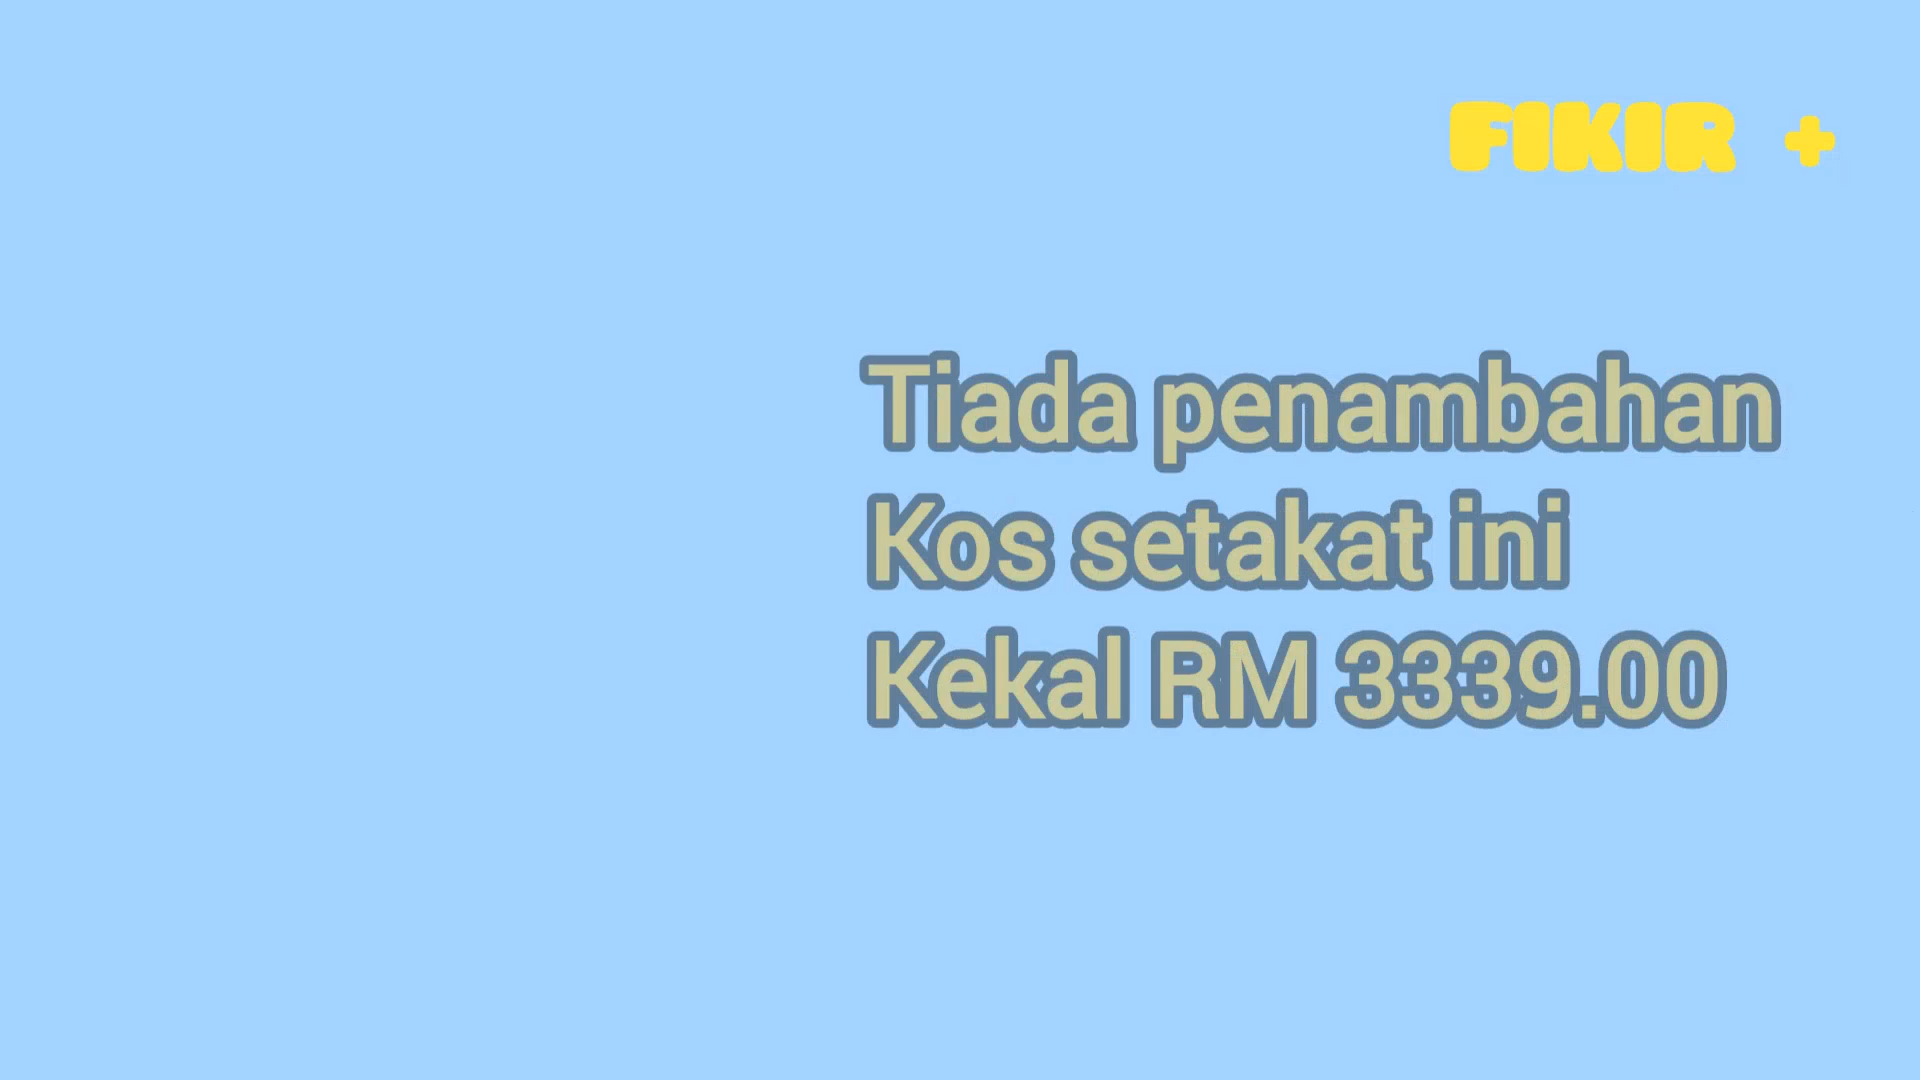 FIKIR +
Tiada penambahan
Kos setakat ini
Kekal RM 3339.00